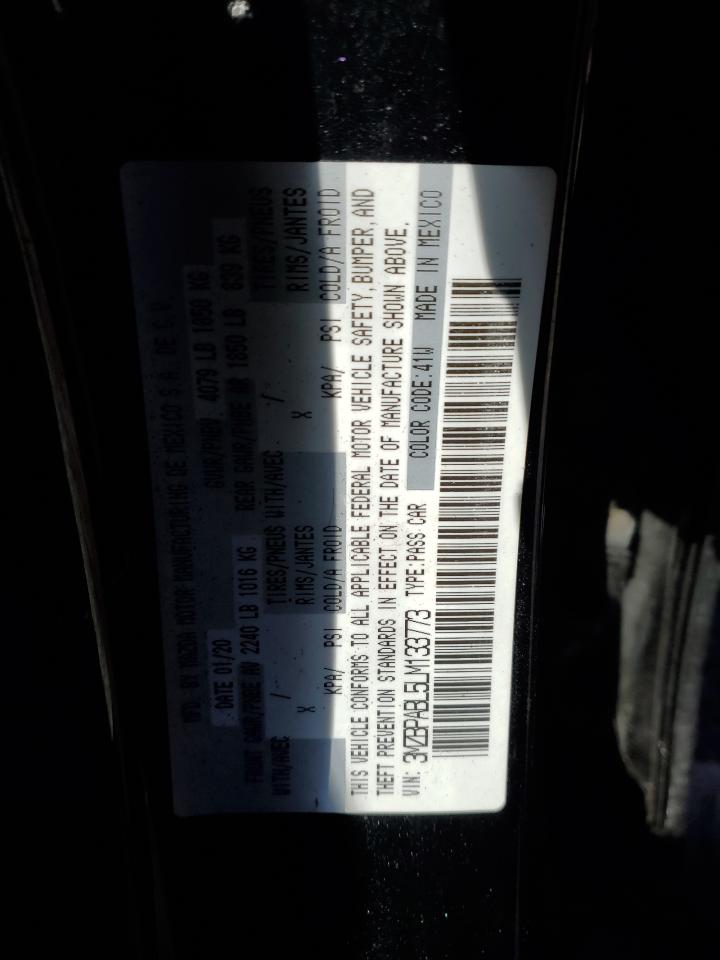 MFD. BY MAZDA MOTOR MANUFACTURING DE MEXICO S.A. DE C.V.
DATE 01/20 GVWR/PNBV 4079 LB 1850 KG
FRONT GAWR/PBRE AV 2240 LB 1016 KG REAR GAWR/PBRE AR 1850 LB 839 KG
WITH/AVEC / TIRES/PNEUS WITH/AVEC / TIRES/PNEUS
X RIMS/JANTES X RIMS/JANTES
KPA/ PSI COLD/A FROID KPA/ PSI COLD/A FROID
THIS VEHICLE CONFORMS TO ALL APPLICABLE FEDERAL MOTOR VEHICLE SAFETY, BUMPER, AND
THEFT PREVENTION STANDARDS IN EFFECT ON THE DATE OF MANUFACTURE SHOWN ABOVE.
VIN: 3MZBPABL5LM133773 TYPE:PASS CAR COLOR CODE:41W MADE IN MEXICO